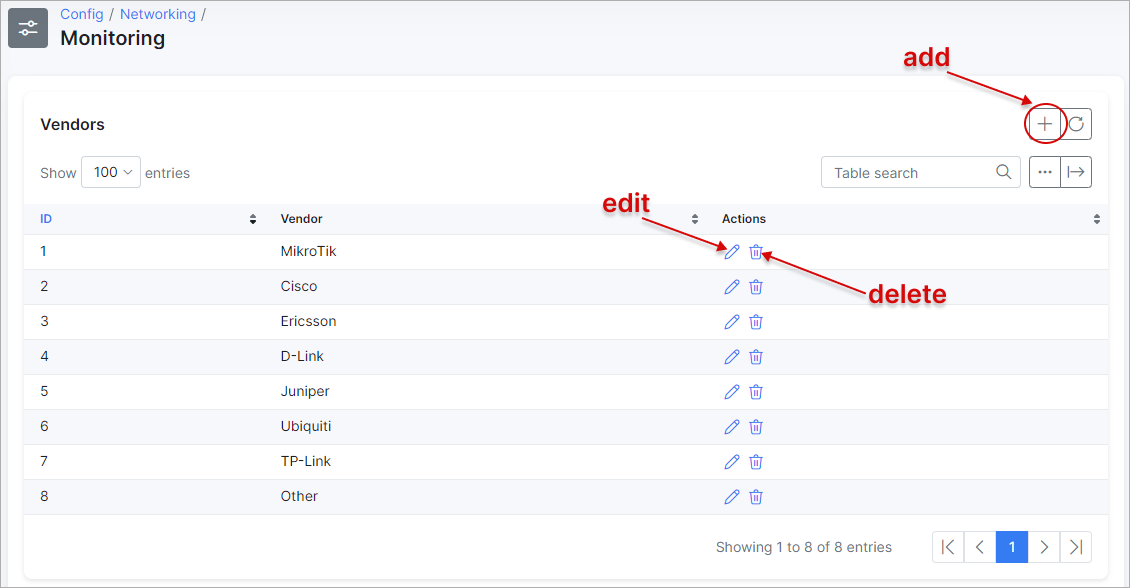 Config / Networking /
Monitoring
add
Vendors
Show 100 entries
Table search
edit
ID Vendor Actions
1 MikroTik
2 Cisco
delete
3 Ericsson
4 D-Link
5 Juniper
6 Ubiquiti
7 TP-Link
8 Other
Showing 1 to 8 of 8 entries 1